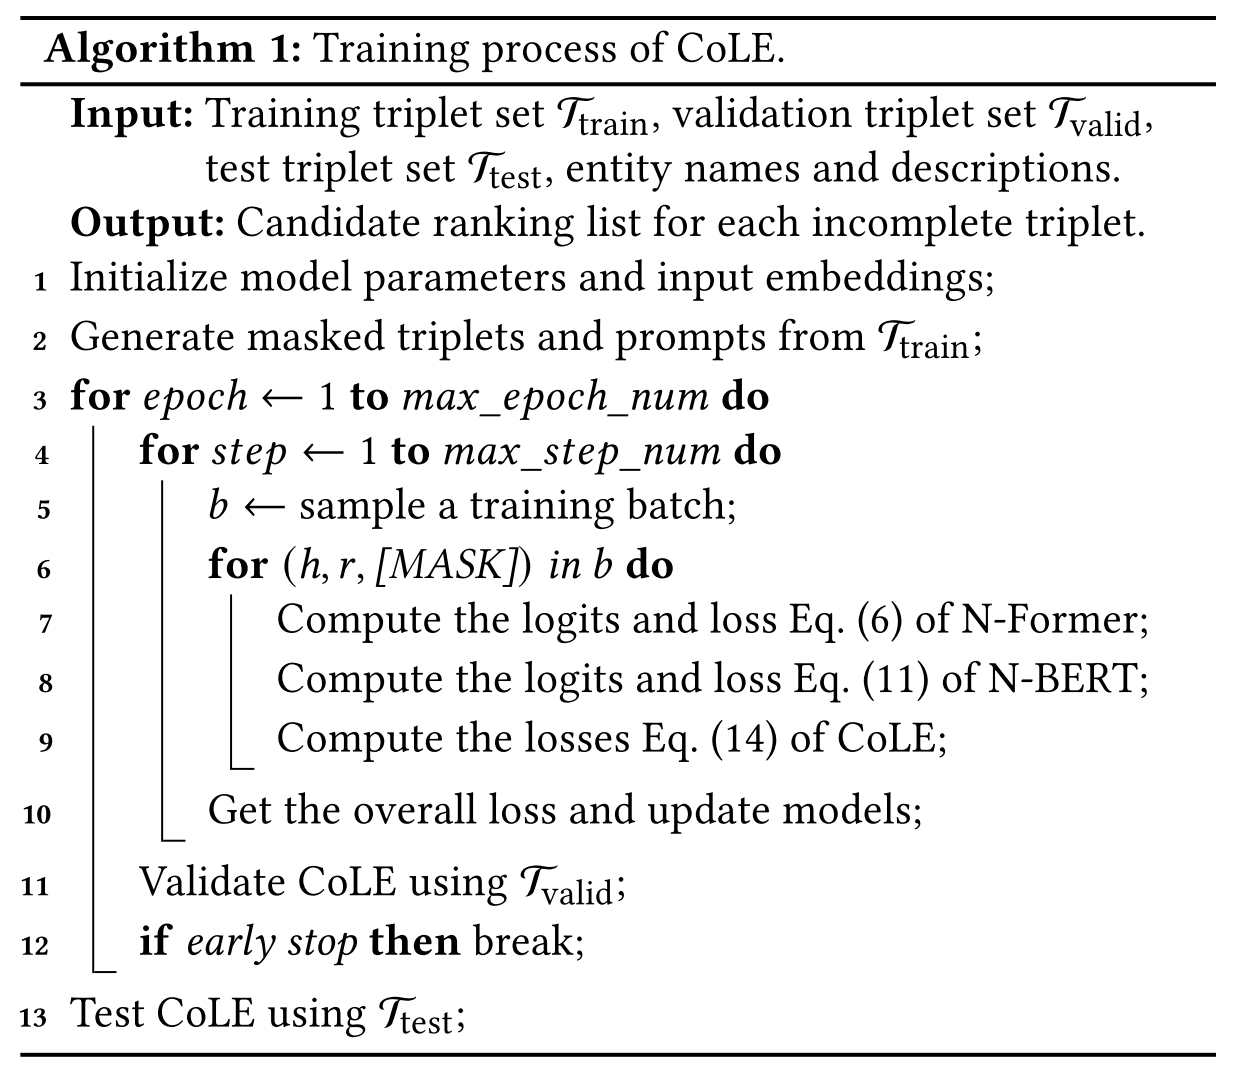 Algorithm 1: Training process of CoLE.
Input: Training triplet set 𝒯train, validation triplet set 𝒯valid,
test triplet set 𝒯test, entity names and descriptions.
Output: Candidate ranking list for each incomplete triplet.
1 Initialize model parameters and input embeddings;
2 Generate masked triplets and prompts from 𝒯train;
3 for epoch ← 1 to max_epoch_num do
4 for step ← 1 to max_step_num do
5 b ← sample a training batch;
6 for (h, r, [MASK]) in b do
7 Compute the logits and loss Eq. (6) of N-Former;
8 Compute the logits and loss Eq. (11) of N-BERT;
9 Compute the losses Eq. (14) of CoLE;
10 Get the overall loss and update models;
11 Validate CoLE using 𝒯valid;
12 if early stop then break;
13 Test CoLE using 𝒯test;